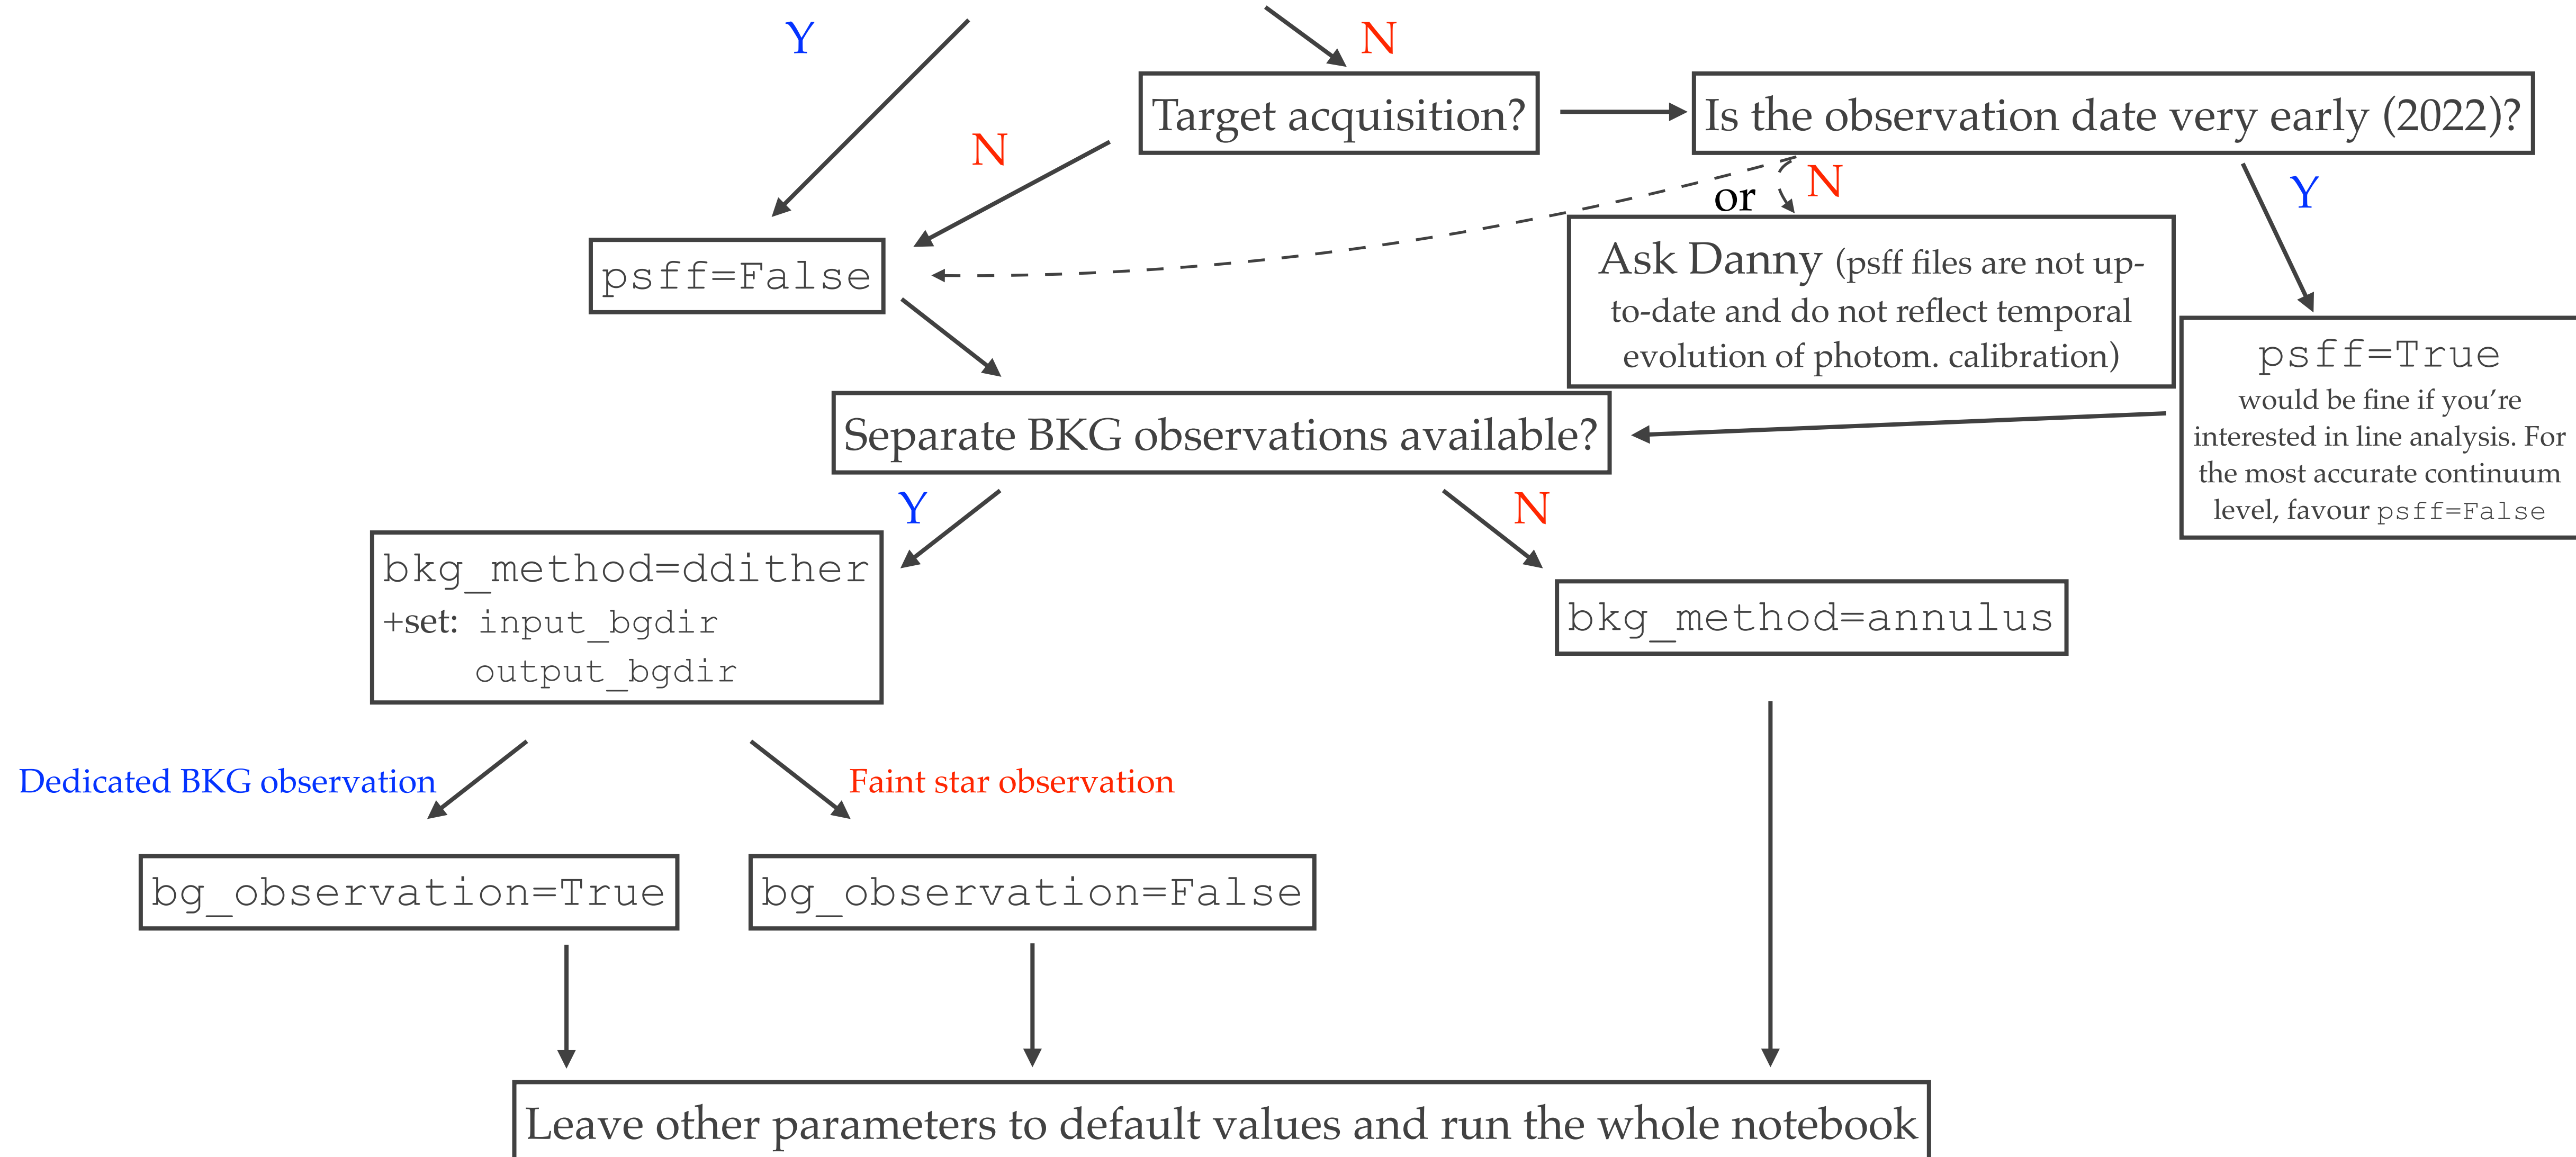 Y
N
Target acquisition?
Is the observation date very early (2022)?
N
or
N
Y
psff=False
Ask Danny (psff files are not up-
to-date and do not reflect temporal
evolution of photom. calibration)
psff=True
would be fine if you’re
interested in line analysis. For
the most accurate continuum
level, favour psff=False
Separate BKG observations available?
Y
N
bkg_method=ddither
+set: input_bgdir
output_bgdir
bkg_method=annulus
Dedicated BKG observation
Faint star observation
bg_observation=True
bg_observation=False
Leave other parameters to default values and run the whole notebook